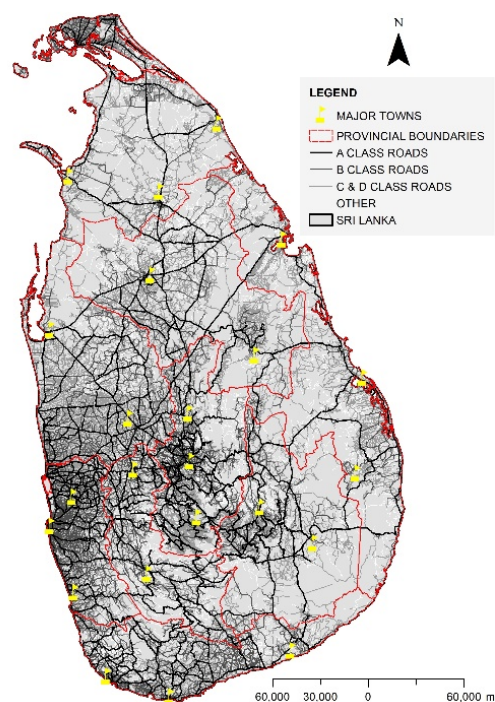 N
LEGEND
MAJOR TOWNS
PROVINCIAL BOUNDARIES
A CLASS ROADS
B CLASS ROADS
C & D CLASS ROADS
OTHER
SRI LANKA
60,000 30,000 0 60,000 m